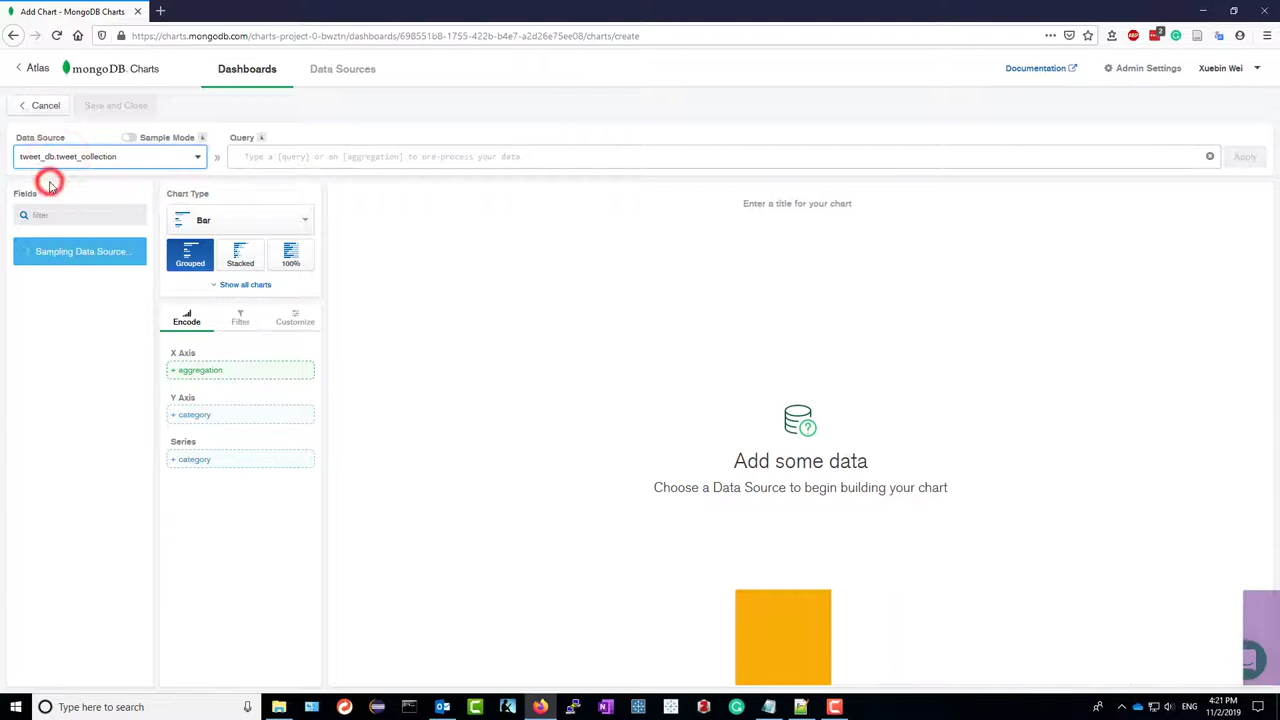 Add Chart - MongoDB Charts
https://charts.mongodb.com/charts-project-0-bwztn/dashboards/698551b8-1755-422b-b4e7-a2d26e75ee08/charts/create
2
Atlas
mongoDB. Charts
Dashboards
Data Sources
Documentation
Admin Settings
Xuebin Wei
Cancel
Save and Close
Data Source
Sample Mode
Query
tweet_db.tweet_collection
Type a {query} or an [aggregation] to pre-process your data
Apply
Fields
filter
Sampling Data Source...
Chart Type
Bar
Grouped
Stacked
100%
Show all charts
Encode
Filter
Customize
X Axis
+ aggregation
Y Axis
+ category
Series
+ category
Enter a title for your chart
Add some data
Choose a Data Source to begin building your chart
Type here to search
4:21 PM
11/2/2019